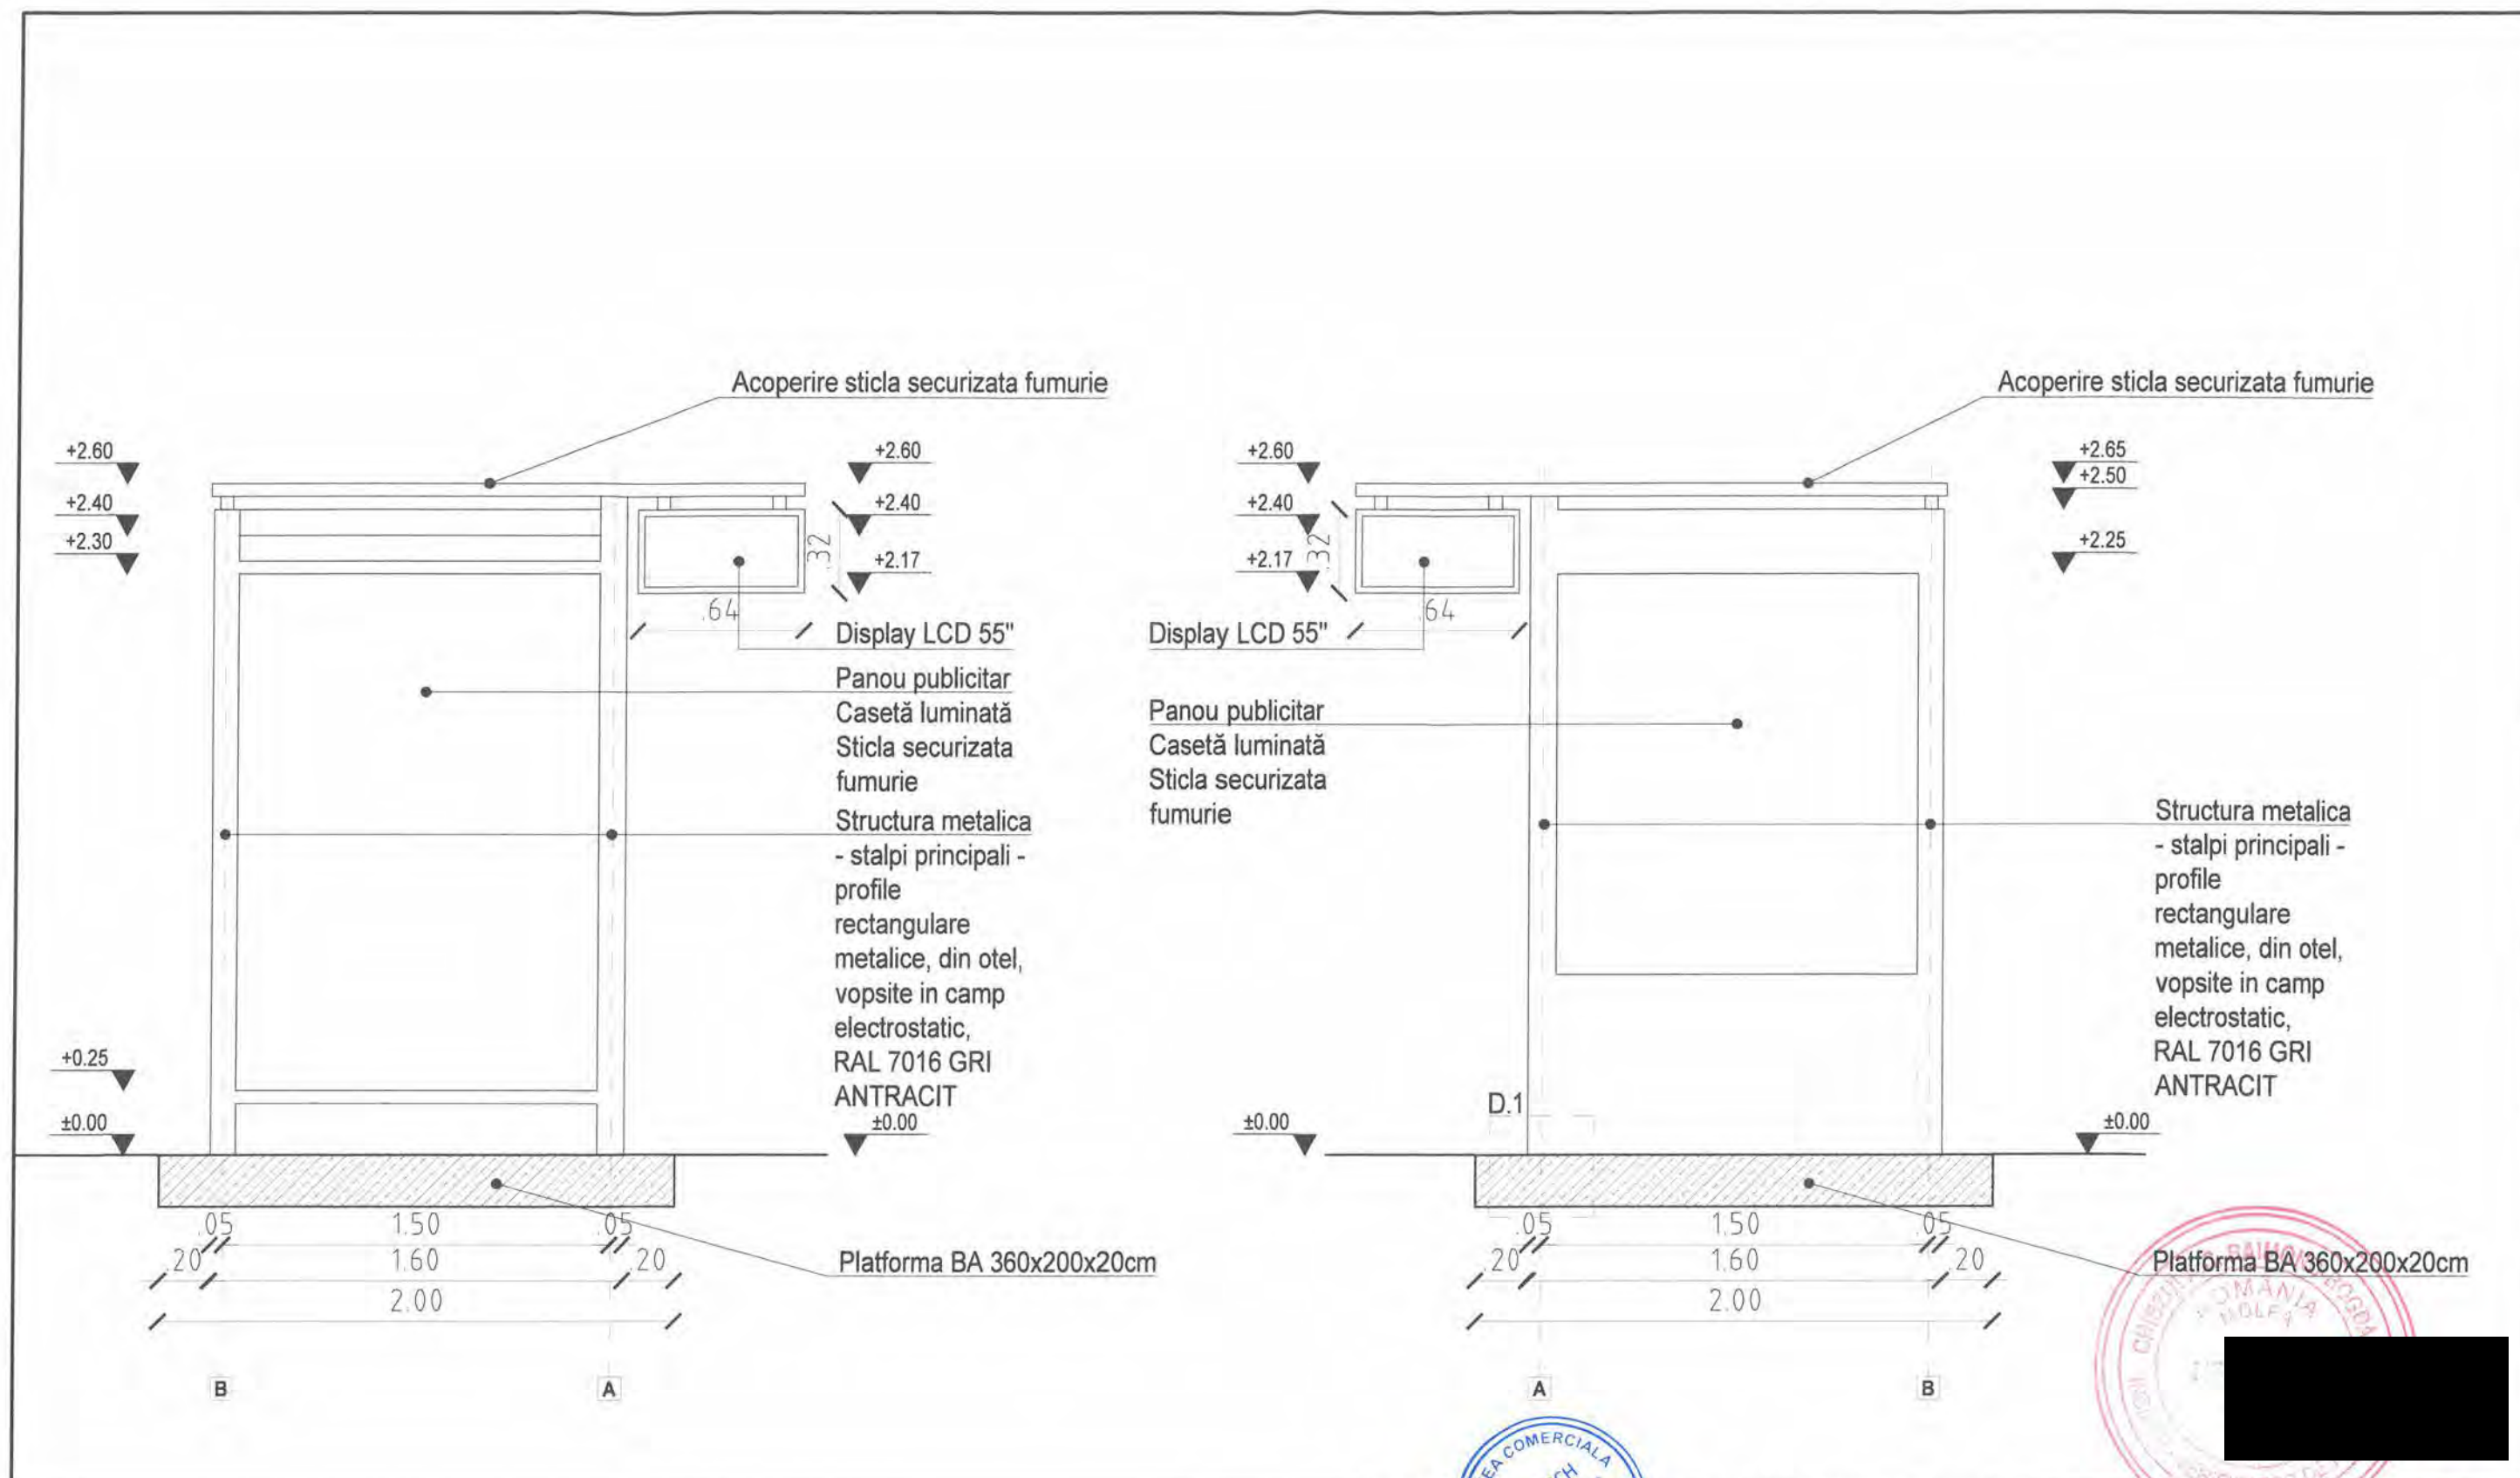 Acoperire sticla securizata fumurie
+2.60
+2.40
+2.30
+0.25
±0.00
+2.60
+2.40
+2.17
.32
.64
Display LCD 55"
Panou publicitar
Casetă luminată
Sticla securizata
fumurie
Structura metalica
- stalpi principali -
profile
rectangulare
metalice, din otel,
vopsite in camp
electrostatic,
RAL 7016 GRI
ANTRACIT
±0.00
.05 1.50 .05
.20 1.60 .20
2.00
Platforma BA 360x200x20cm
B A
Acoperire sticla securizata fumurie
+2.60
+2.40
+2.17
.32
.64
Display LCD 55"
Panou publicitar
Casetă luminată
Sticla securizata
fumurie
+2.65
+2.50
+2.25
Structura metalica
- stalpi principali -
profile
rectangulare
metalice, din otel,
vopsite in camp
electrostatic,
RAL 7016 GRI
ANTRACIT
D.1
±0.00
±0.00
.05 1.50 .05
.20 1.60 .20
2.00
Platforma BA 360x200x20cm
A B
COMERCIALA
ROMÂNIA